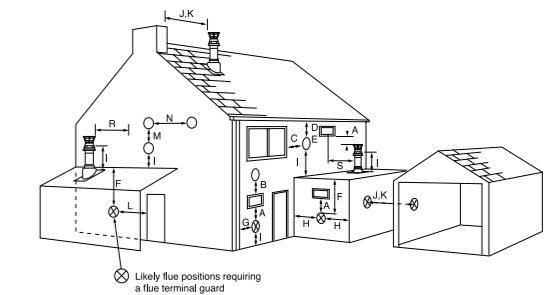 J,K
R
N
M
I
I
F
L
D
E
C
A
I
S
I
B
A
G
I
F
A
H
H
J,K
Likely flue positions requiring
a flue terminal guard